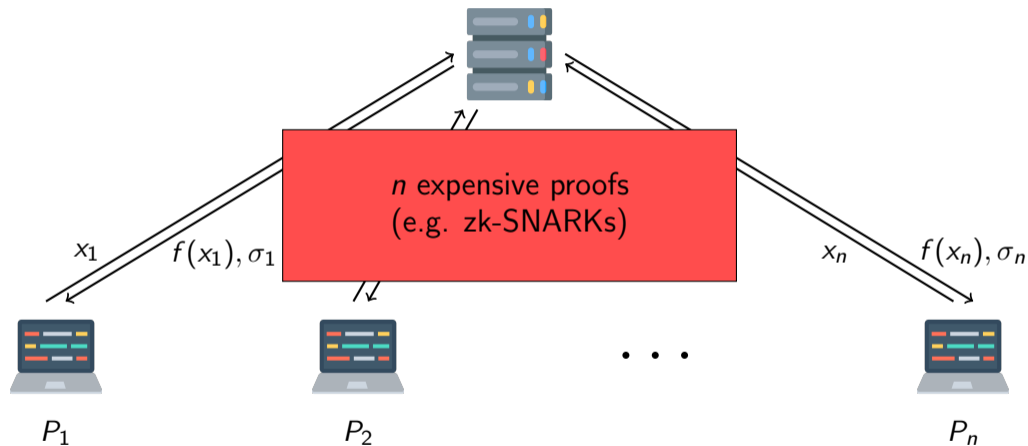 n expensive proofs
(e.g. zk-SNARKs)
x₁
f(x₁), σ₁
xₙ
f(xₙ), σₙ
. . .
P₁
P₂
Pₙ